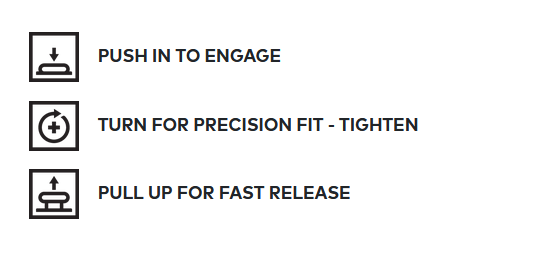 PUSH IN TO ENGAGE
TURN FOR PRECISION FIT - TIGHTEN
PULL UP FOR FAST RELEASE